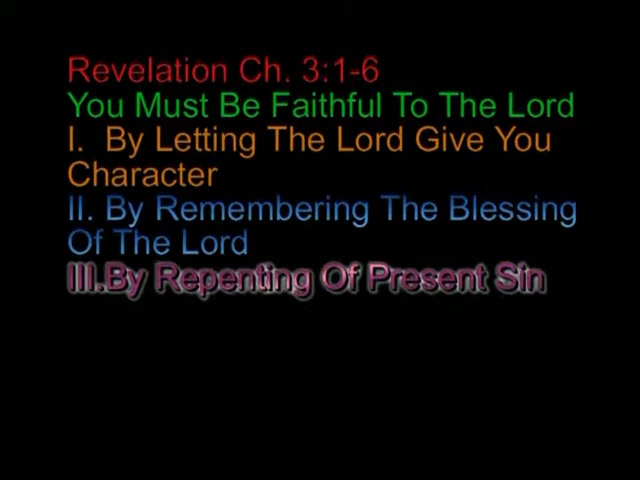 Revelation Ch. 3:1-6
You Must Be Faithful To The Lord
I. By Letting The Lord Give You
Character
II. By Remembering The Blessing
Of The Lord
III.By Repenting Of Present Sin